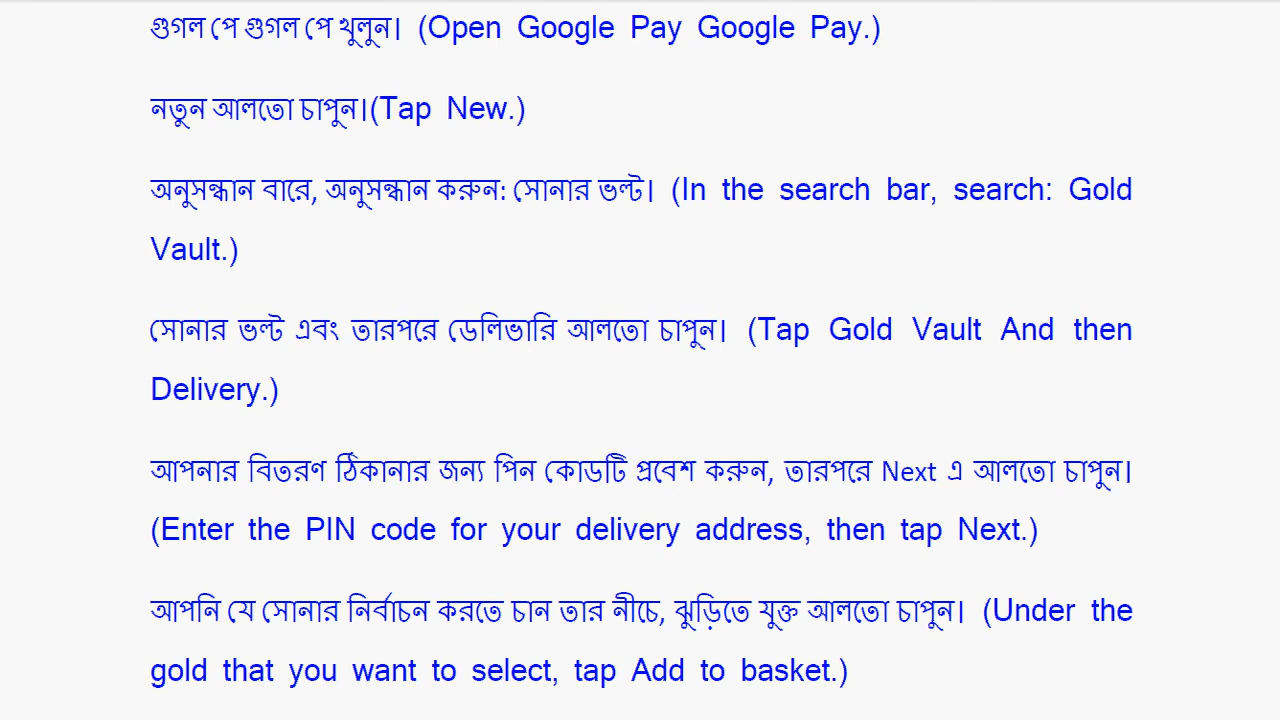 গুগল পে গুগল পে খুলুন। (Open Google Pay Google Pay.)
নতুন আলতো চাপুন।(Tap New.)
অনুসন্ধান বারে, অনুসন্ধান করুন: সোনার ভল্ট। (In the search bar, search: Gold
Vault.)
সোনার ভল্ট এবং তারপরে ডেলিভারি আলতো চাপুন। (Tap Gold Vault And then
Delivery.)
আপনার বিতরণ ঠিকানার জন্য পিন কোডটি প্রবেশ করুন, তারপরে Next এ আলতো চাপুন।
(Enter the PIN code for your delivery address, then tap Next.)
আপনি যে সোনার নির্বাচন করতে চান তার নীচে, ঝুড়িতে যুক্ত আলতো চাপুন। (Under the
gold that you want to select, tap Add to basket.)